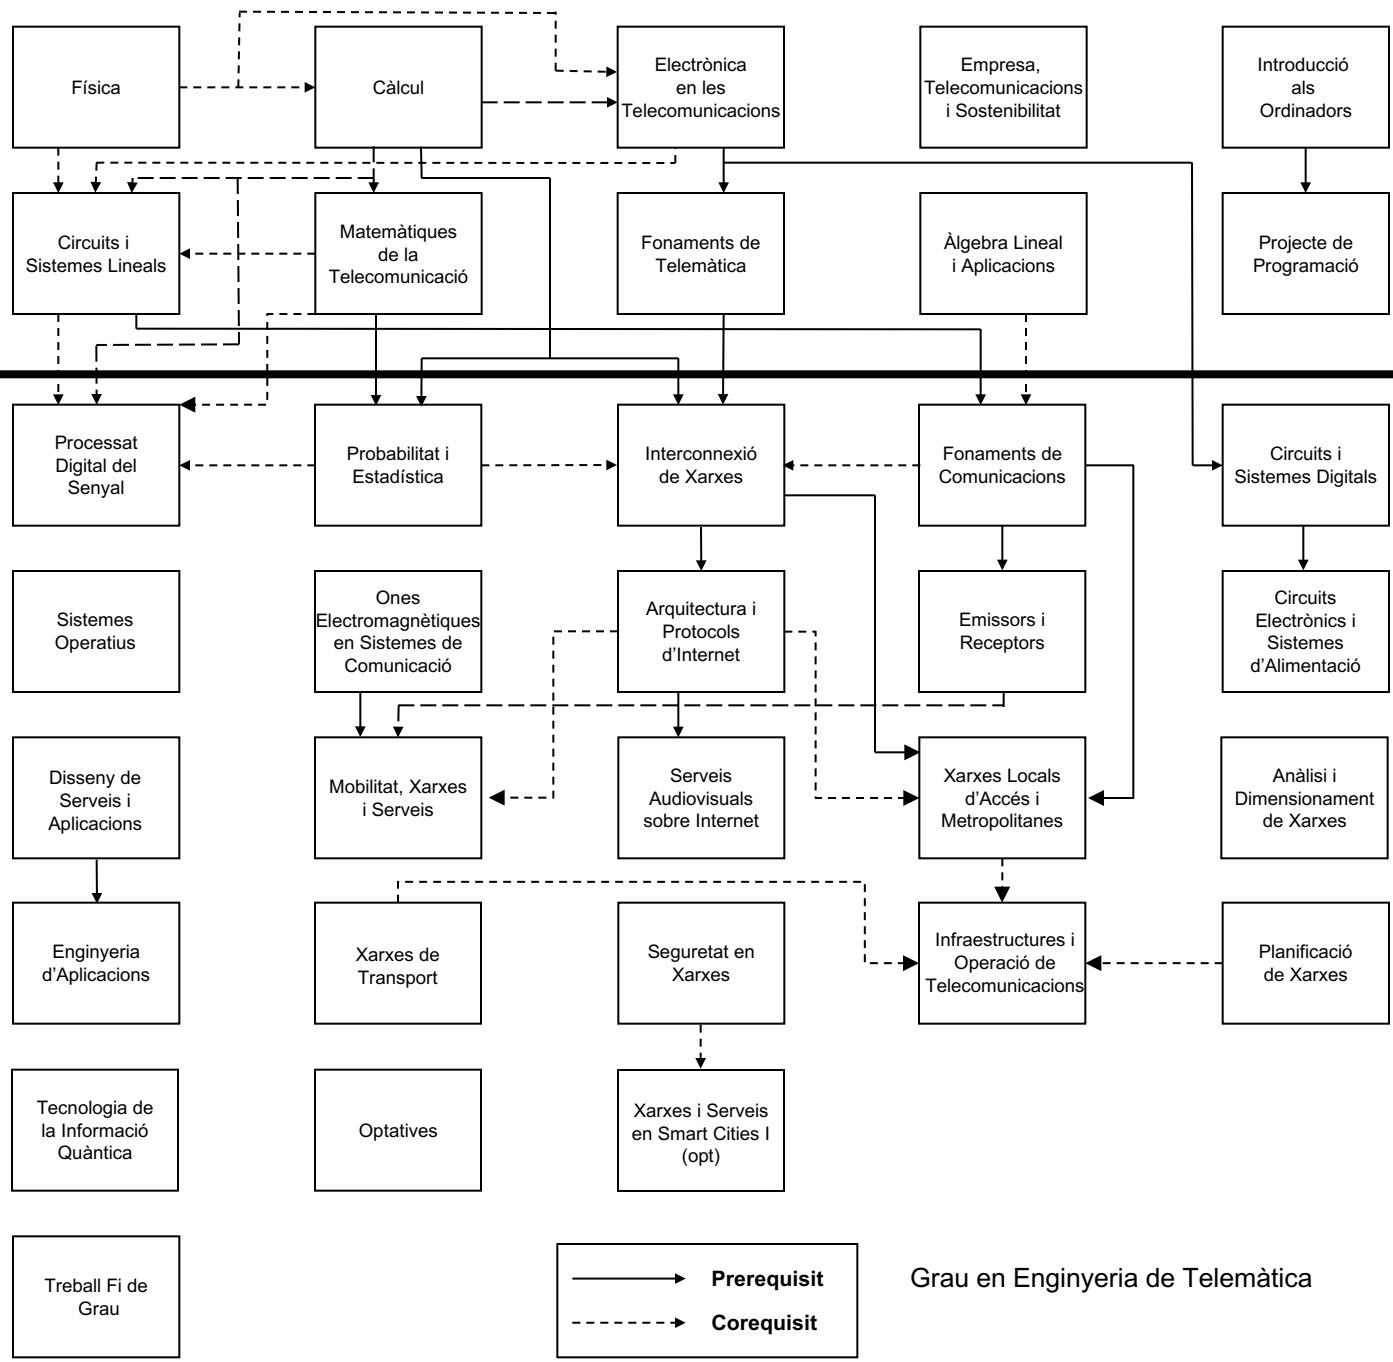 Física
Càlcul
Electrònica
en les
Telecomunicacions
Empresa,
Telecomunicacions
i Sostenibilitat
Introducció
als
Ordinadors
Circuits i
Sistemes Lineals
Matemàtiques
de la
Telecomunicació
Fonaments de
Telemàtica
Àlgebra Lineal
i Aplicacions
Projecte de
Programació
Processat
Digital del
Senyal
Probabilitat i
Estadística
Interconnexió
de Xarxes
Fonaments de
Comunicacions
Circuits i
Sistemes Digitals
Sistemes
Operatius
Ones
Electromagnètiques
en Sistemes de
Comunicació
Arquitectura i
Protocols
d’Internet
Emissors i
Receptors
Circuits
Electrònics i
Sistemes
d’Alimentació
Disseny de
Serveis i
Aplicacions
Mobilitat, Xarxes
i Serveis
Serveis
Audiovisuals
sobre Internet
Xarxes Locals
d’Accés i
Metropolitanes
Anàlisi i
Dimensionament
de Xarxes
Enginyeria
d’Aplicacions
Xarxes de
Transport
Seguretat en
Xarxes
Infraestructures i
Operació de
Telecomunicacions
Planificació
de Xarxes
Tecnologia de
la Informació
Quàntica
Optatives
Xarxes i Serveis
en Smart Cities I
(opt)
Treball Fi de
Grau
Prerequisit
Corequisit
Grau en Enginyeria de Telemàtica